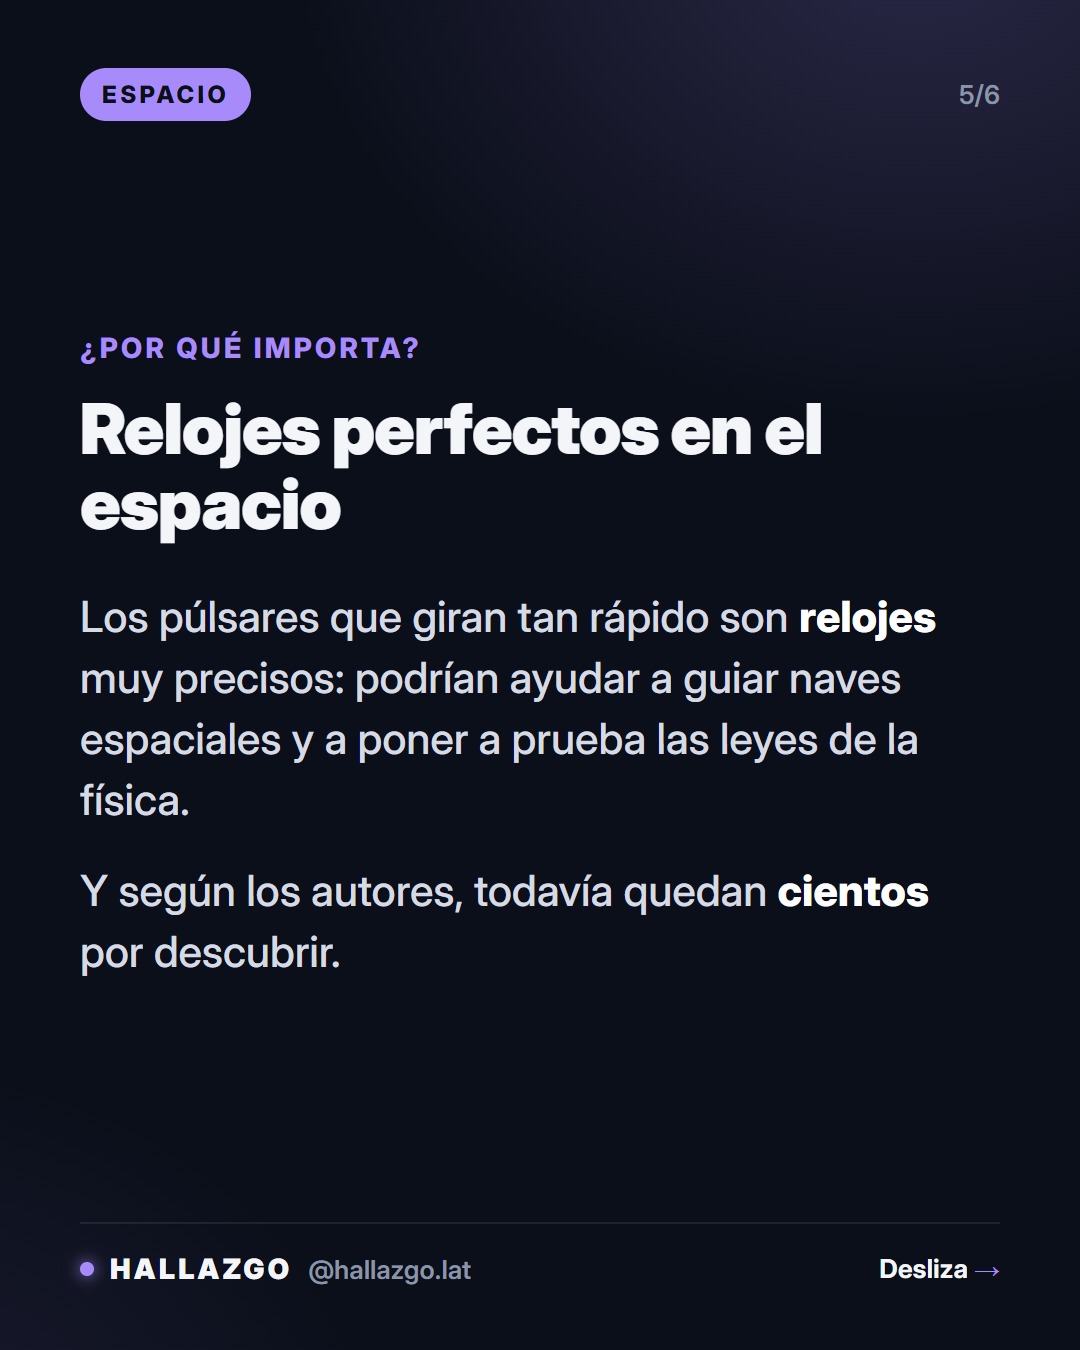 ESPACIO
5/6
¿POR QUÉ IMPORTA?
Relojes perfectos en el
espacio
Los púlsares que giran tan rápido son relojes
muy precisos: podrían ayudar a guiar naves
espaciales y a poner a prueba las leyes de la
física.
Y según los autores, todavía quedan cientos
por descubrir.
HALLAZGO @hallazgo.lat
Desliza →